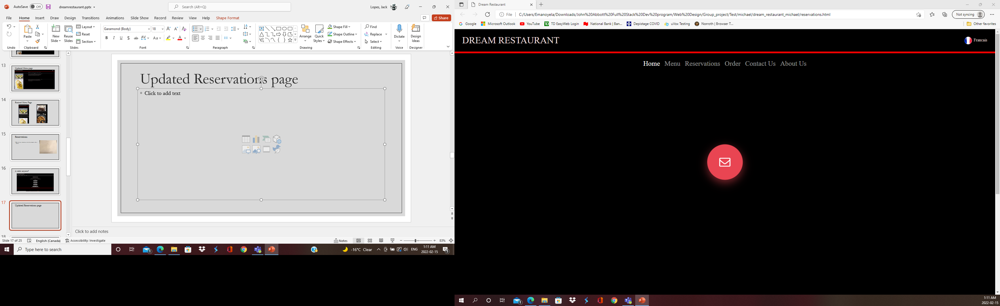 AutoSave Off dreamrestaurant.pptx Search (Alt+Q) Lopes, Jack
File Home Insert Draw Design Transitions Animations Slide Show Record Review View Help Shape Format Share
Paste New Slide Reuse Slides Layout Reset Section
Garamond (Body) 18
Arrange Quick Styles Shape Fill Shape Outline Shape Effects Find Replace Select Dictate Design Ideas
Undo Clipboard Slides Font Paragraph Drawing Editing Voice Designer
13
Updated Menu page
14
Resized Menu Page
15
Reservations
16
A table anyone?
17
Updated Reservations page
18
Updated Reservations page
Click to add text
Click to add notes
Slide 17 of 25 English (Canada) Accessibility: Investigate Notes 83%
Type here to search
-16°C Clear ENG
1:11 AM
2022-02-15
5
Dream Restaurant
File C:/Users/Emanoyela/Downloads/John%20Abbott%20Full%20Stack%20Dev%20program/Web%20Design/Group_project/Test/michael/dream_restaurant_michael/reservations.html Not syncing
Google Microsoft Outlook YouTube TD EasyWeb Login National Bank | Ban... Depistage COVID uVox Testing Norroth | Browser T... Other favorites
DREAM RESTAURANT
Francais
Home Menu Reservations Order Contact Us About Us
1:11 AM
2022-02-15